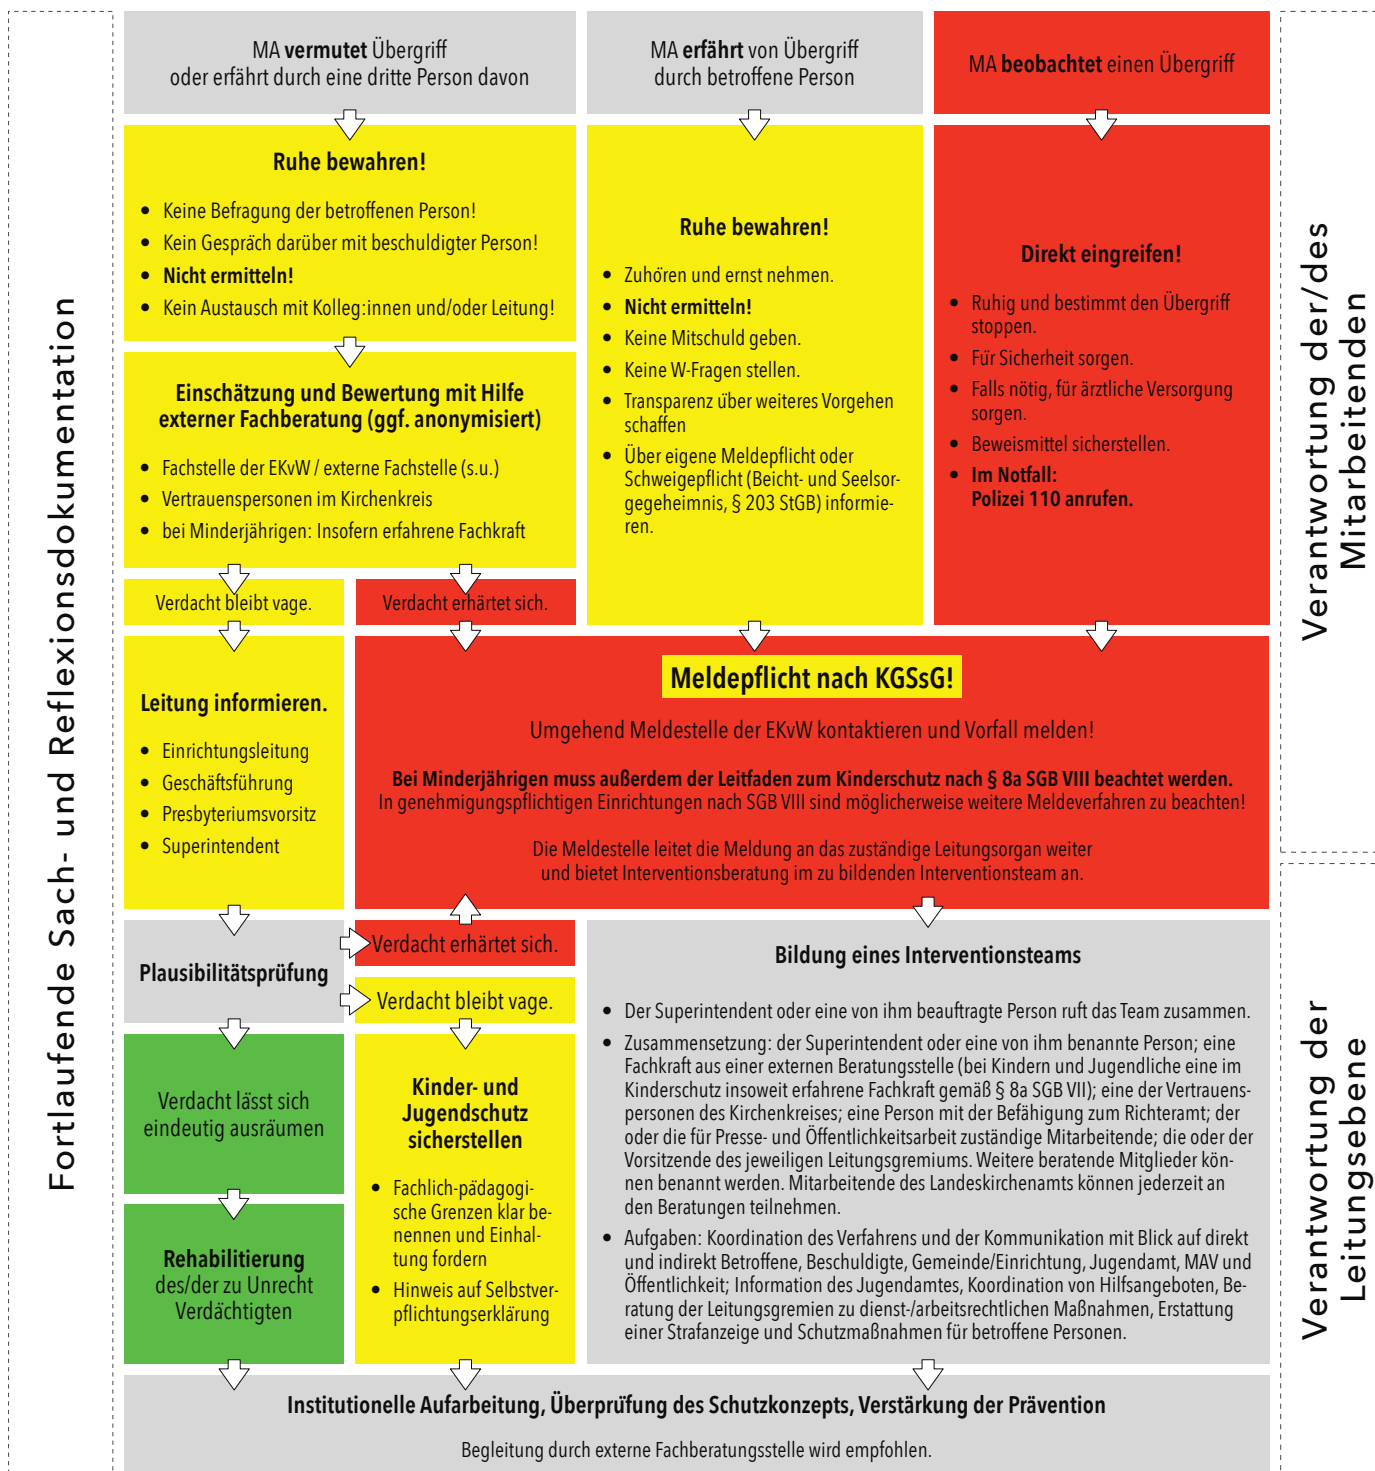 Fortlaufende Sach- und Reflexionsdokumentation
MA vermutet Übergriff
oder erfährt durch eine dritte Person davon
MA erfährt von Übergriff
durch betroffene Person
MA beobachtet einen Übergriff
Ruhe bewahren!
• Keine Befragung der betroffenen Person!
• Kein Gespräch darüber mit beschuldigter Person!
• Nicht ermitteln!
• Kein Austausch mit Kolleg:innen und/oder Leitung!
Einschätzung und Bewertung mit Hilfe
externer Fachberatung (ggf. anonymisiert)
• Fachstelle der EKvW / externe Fachstelle (s.u.)
• Vertrauenspersonen im Kirchenkreis
• bei Minderjährigen: Insofern erfahrene Fachkraft
Verdacht bleibt vage.
Verdacht erhärtet sich.
Ruhe bewahren!
• Zuhören und ernst nehmen.
• Nicht ermitteln!
• Keine Mitschuld geben.
• Keine W-Fragen stellen.
• Transparenz über weiteres Vorgehen
schaffen
• Über eigene Meldepflicht oder
Schweigepflicht (Beicht- und Seelsor-
gegeheimnis, § 203 StGB) informie-
ren.
Direkt eingreifen!
• Ruhig und bestimmt den Übergriff
stoppen.
• Für Sicherheit sorgen.
• Falls nötig, für ärztliche Versorgung
sorgen.
• Beweismittel sicherstellen.
• Im Notfall:
Polizei 110 anrufen.
Verantwortung der/des
Mitarbeitenden
Leitung informieren.
• Einrichtungsleitung
• Geschäftsführung
• Presbyteriumsvorsitz
• Superintendent
Meldepflicht nach KGSsG!
Umgehend Meldestelle der EKvW kontaktieren und Vorfall melden!
Bei Minderjährigen muss außerdem der Leitfaden zum Kinderschutz nach § 8a SGB VIII beachtet werden.
In genehmigungspflichtigen Einrichtungen nach SGB VIII sind möglicherweise weitere Meldeverfahren zu beachten!
Die Meldestelle leitet die Meldung an das zuständige Leitungsorgan weiter
und bietet Interventionsberatung im zu bildenden Interventionsteam an.
Plausibilitätsprüfung
Verdacht erhärtet sich.
Verdacht bleibt vage.
Verdacht lässt sich
eindeutig ausräumen
Rehabilitierung
des/der zu Unrecht
Verdächtigten
Kinder- und
Jugendschutz
sicherstellen
• Fachlich-pädagogi-
sche Grenzen klar be-
nennen und Einhal-
tung fordern
• Hinweis auf Selbstver-
pflichtungserklärung
Bildung eines Interventionsteams
• Der Superintendent oder eine von ihm beauftragte Person ruft das Team zusammen.
• Zusammensetzung: der Superintendent oder eine von ihm benannte Person; eine
Fachkraft aus einer externen Beratungsstelle (bei Kindern und Jugendliche eine im
Kinderschutz insoweit erfahrene Fachkraft gemäß § 8a SGB VII); eine der Vertrauens-
personen des Kirchenkreises; eine Person mit der Befähigung zum Richteramt; der
oder die für Presse- und Öffentlichkeitsarbeit zuständige Mitarbeitende; die oder der
Vorsitzende des jeweiligen Leitungsgremiums. Weitere beratende Mitglieder kön-
nen benannt werden. Mitarbeitende des Landeskirchenamts können jederzeit an
den Beratungen teilnehmen.
• Aufgaben: Koordination des Verfahrens und der Kommunikation mit Blick auf direkt
und indirekt Betroffene, Beschuldigte, Gemeinde/Einrichtung, Jugendamt, MAV und
Öffentlichkeit; Information des Jugendamtes, Koordination von Hilfsangeboten, Be-
ratung der Leitungsgremien zu dienst-/arbeitsrechtlichen Maßnahmen, Erstattung
einer Strafanzeige und Schutzmaßnahmen für betroffene Personen.
Verantwortung der
Leitungsebene
Institutionelle Aufarbeitung, Überprüfung des Schutzkonzepts, Verstärkung der Prävention
Begleitung durch externe Fachberatungsstelle wird empfohlen.